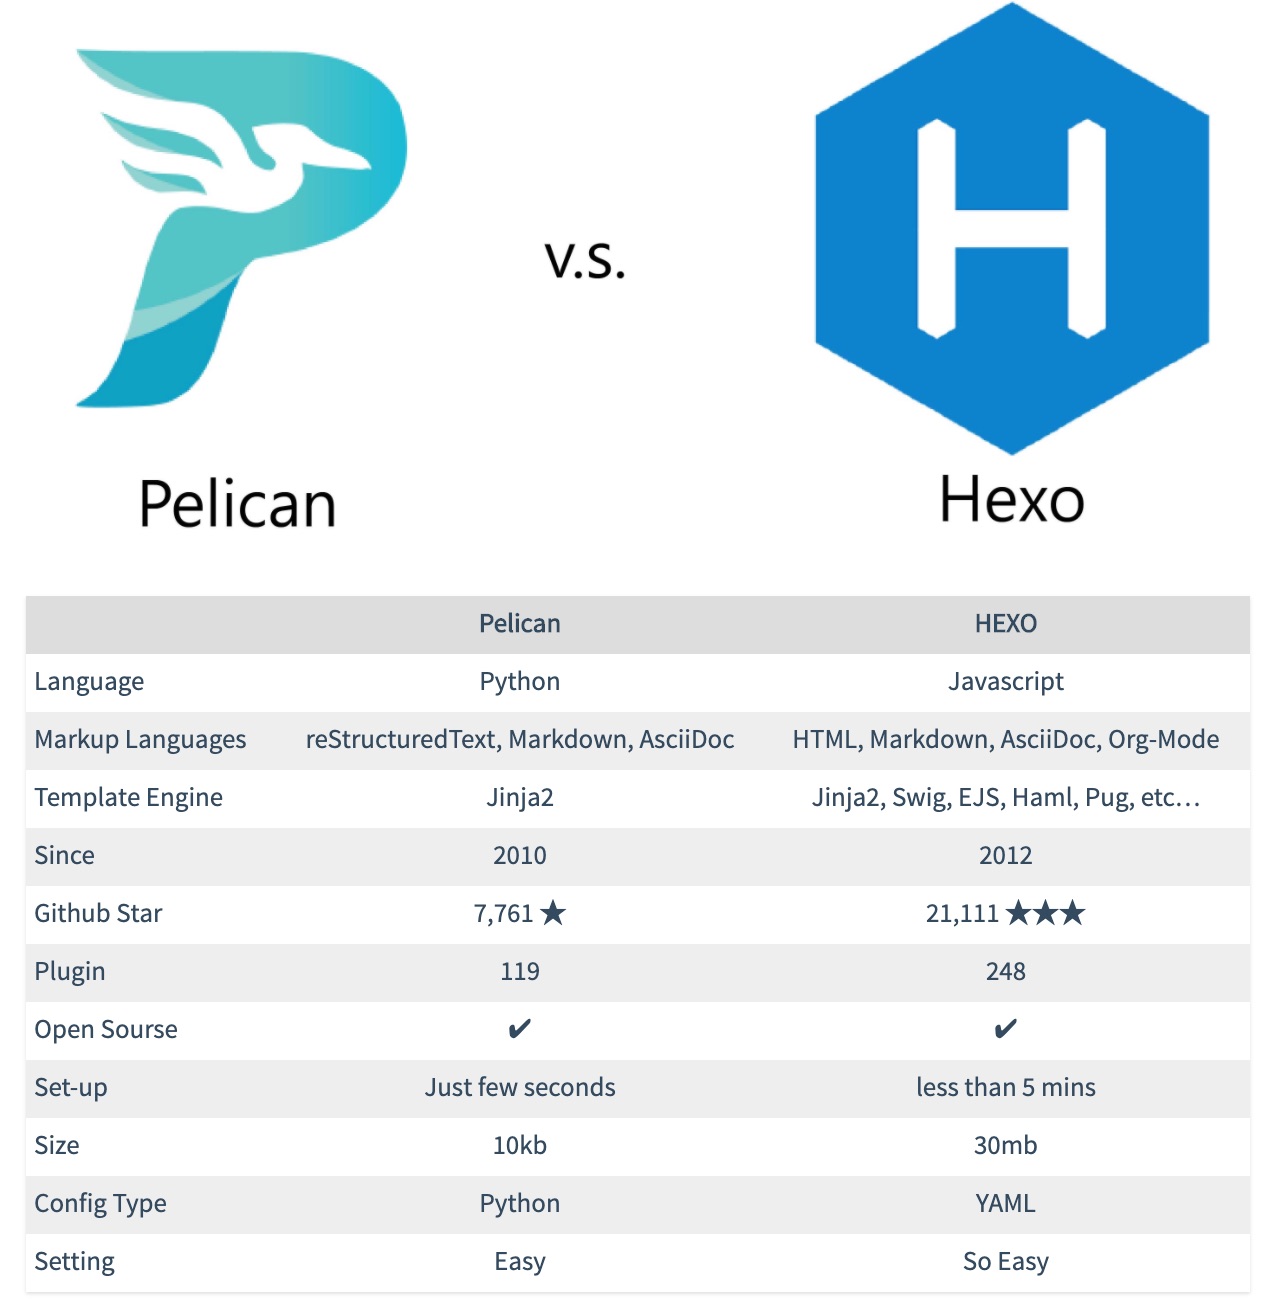 v.s.
Pelican
Hexo
Pelican HEXO
Language Python Javascript
Markup Languages reStructuredText, Markdown, AsciiDoc HTML, Markdown, AsciiDoc, Org-Mode
Template Engine Jinja2 Jinja2, Swig, EJS, Haml, Pug, etc...
Since 2010 2012
Github Star 7,761 ★ 21,111 ★★★
Plugin 119 248
Open Sourse ✔ ✔
Set-up Just few seconds less than 5 mins
Size 10kb 30mb
Config Type Python YAML
Setting Easy So Easy